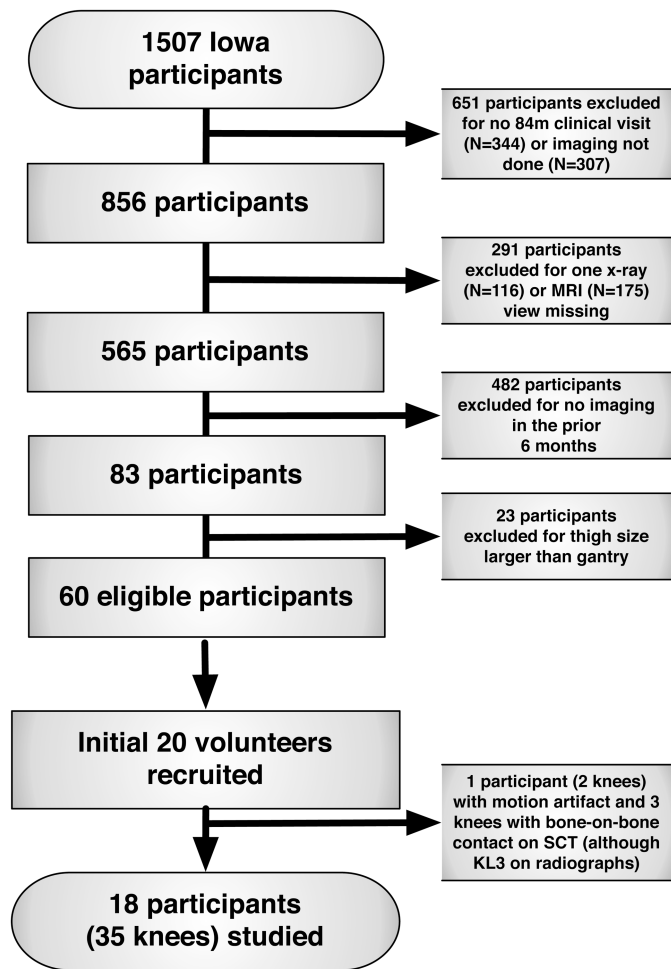 1507 Iowa
participants
651 participants excluded
for no 84m clinical visit
(N=344) or imaging not
done (N=307)
856 participants
291 participants
excluded for one x-ray
(N=116) or MRI (N=175)
view missing
565 participants
482 participants
excluded for no imaging
in the prior
6 months
83 participants
23 participants
excluded for thigh size
larger than gantry
60 eligible participants
Initial 20 volunteers
recruited
1 participant (2 knees)
with motion artifact and 3
knees with bone-on-bone
contact on SCT (although
KL3 on radiographs)
18 participants
(35 knees) studied